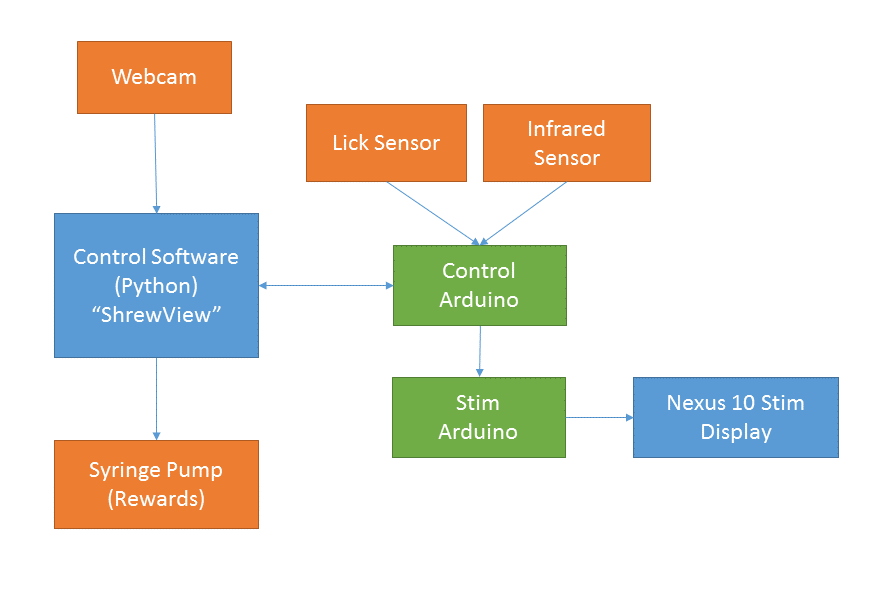 Webcam
Lick Sensor
Infrared
Sensor
Control Software
(Python)
“ShrewView”
Control
Arduino
Stim
Arduino
Nexus 10 Stim
Display
Syringe Pump
(Rewards)